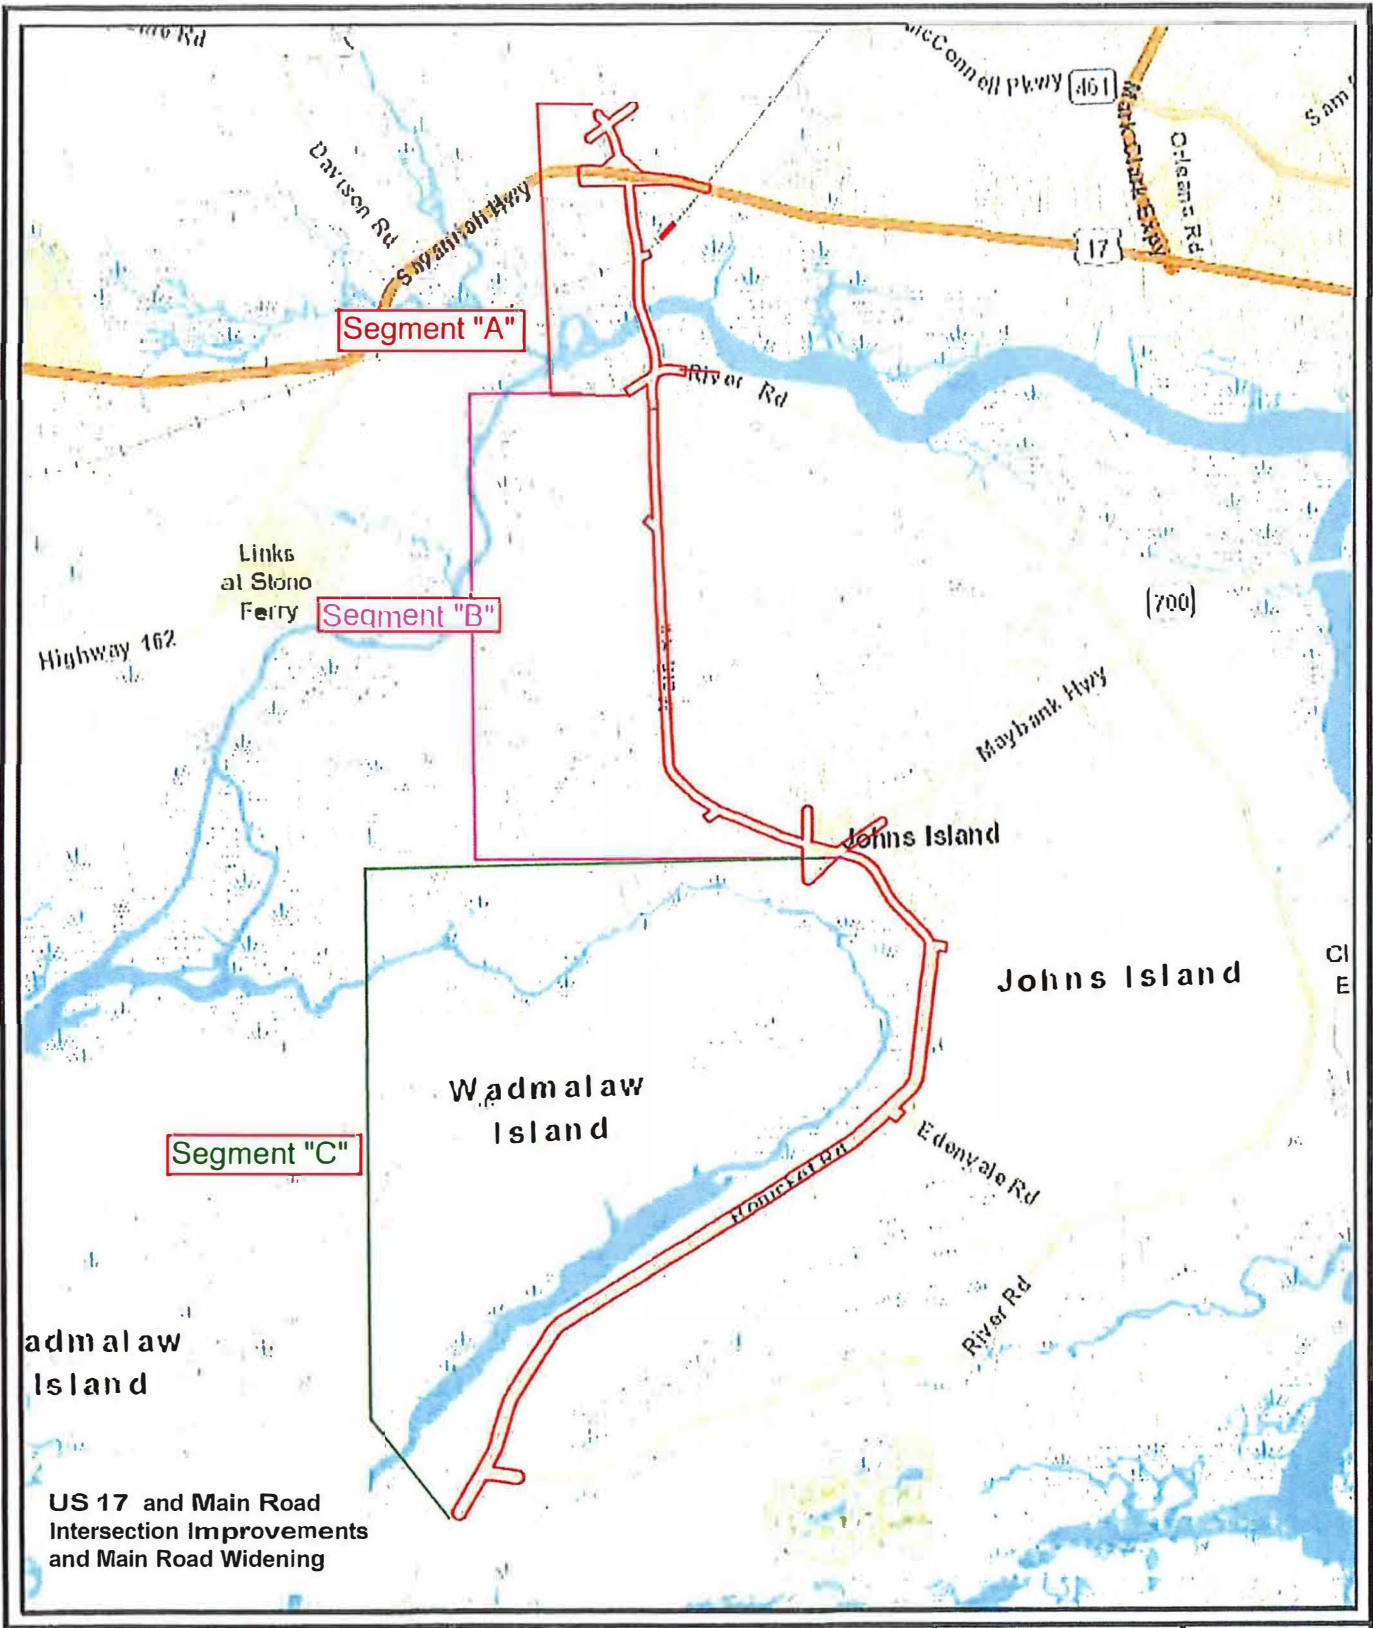 McConnell Pkwy
461
Sam
Mark Clark Expy
Orleans Rd
Davison Rd
Savannah Hwy
17
Segment "A"
River Rd
Links
at Stono
Ferry
Segment "B"
(700)
Highway 162
Maybank Hwy
Johns Island
Johns Island
Cl
E
Wadmalaw
Island
Segment "C"
Edenvale Rd
Bohicket Rd
River Rd
admalaw
Island
US 17 and Main Road
Intersection Improvements
and Main Road Widening